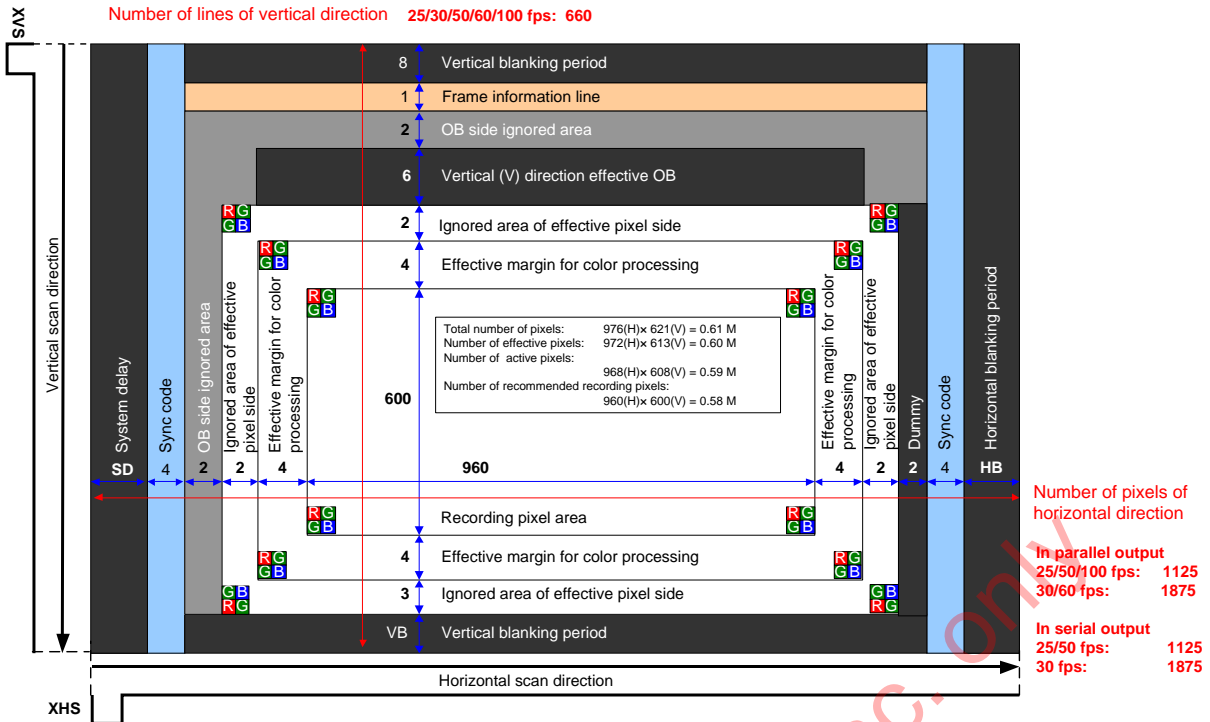 XVS
Number of lines of vertical direction 25/30/50/60/100 fps: 660
8 Vertical blanking period
1 Frame information line
2 OB side ignored area
6 Vertical (V) direction effective OB
R G R G
G B G B
2 Ignored area of effective pixel side
R G R G
G B G B
4 Effective margin for color processing
R G R G
G B G B
Total number of pixels: 976(H)× 621(V) = 0.61 M
Number of effective pixels: 972(H)× 613(V) = 0.60 M
Number of active pixels:
968(H)× 608(V) = 0.59 M
Number of recommended recording pixels:
960(H)× 600(V) = 0.58 M
600
Vertical scan direction
System delay
Sync code
OB side ignored area
Ignored area of effective
pixel side
Effective margin for color
processing
Effective margin for color
processing
Ignored area of effective
pixel side
Dummy
Sync code
Horizontal blanking period
SD 4 2 2 4 960 4 2 2 4 HB
Number of pixels of
horizontal direction
R G R G
G B G B
Recording pixel area
In parallel output
25/50/100 fps: 1125
30/60 fps: 1875
R G R G
G B G B
4 Effective margin for color processing
G B G B
R G R G
3 Ignored area of effective pixel side
VB Vertical blanking period
In serial output
25/50 fps: 1125
30 fps: 1875
Horizontal scan direction
XHS
c. only